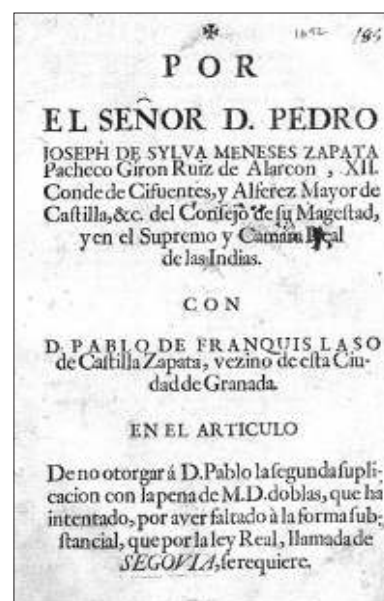 ✠
1692 185
POR
EL SEÑOR D. PEDRO
JOSEPH DE SYLVA MENESES ZAPATA
Pacheco Giron Ruiz de Alarcon, XII.
Conde de Cifuentes, y Alferez Mayor de
Caſtilla, &c. del Conſejo de ſu Mageſtad,
y en el Supremo y Camara Real
de las Indias.
CON
D. PABLO DE FRANQUIS LASO
de Caſtilla Zapata, vezino de eſta Ciu-
dad de Granada.
EN EL ARTICULO
De no otorgar á D. Pablo la ſegunda ſupli-
cacion con la pena de M.D. doblas, que ha
intentado, por aver faltado à la forma ſub-
ſtancial, que por la ley Real, llamada de
SEGOVIA, ſe requiere.